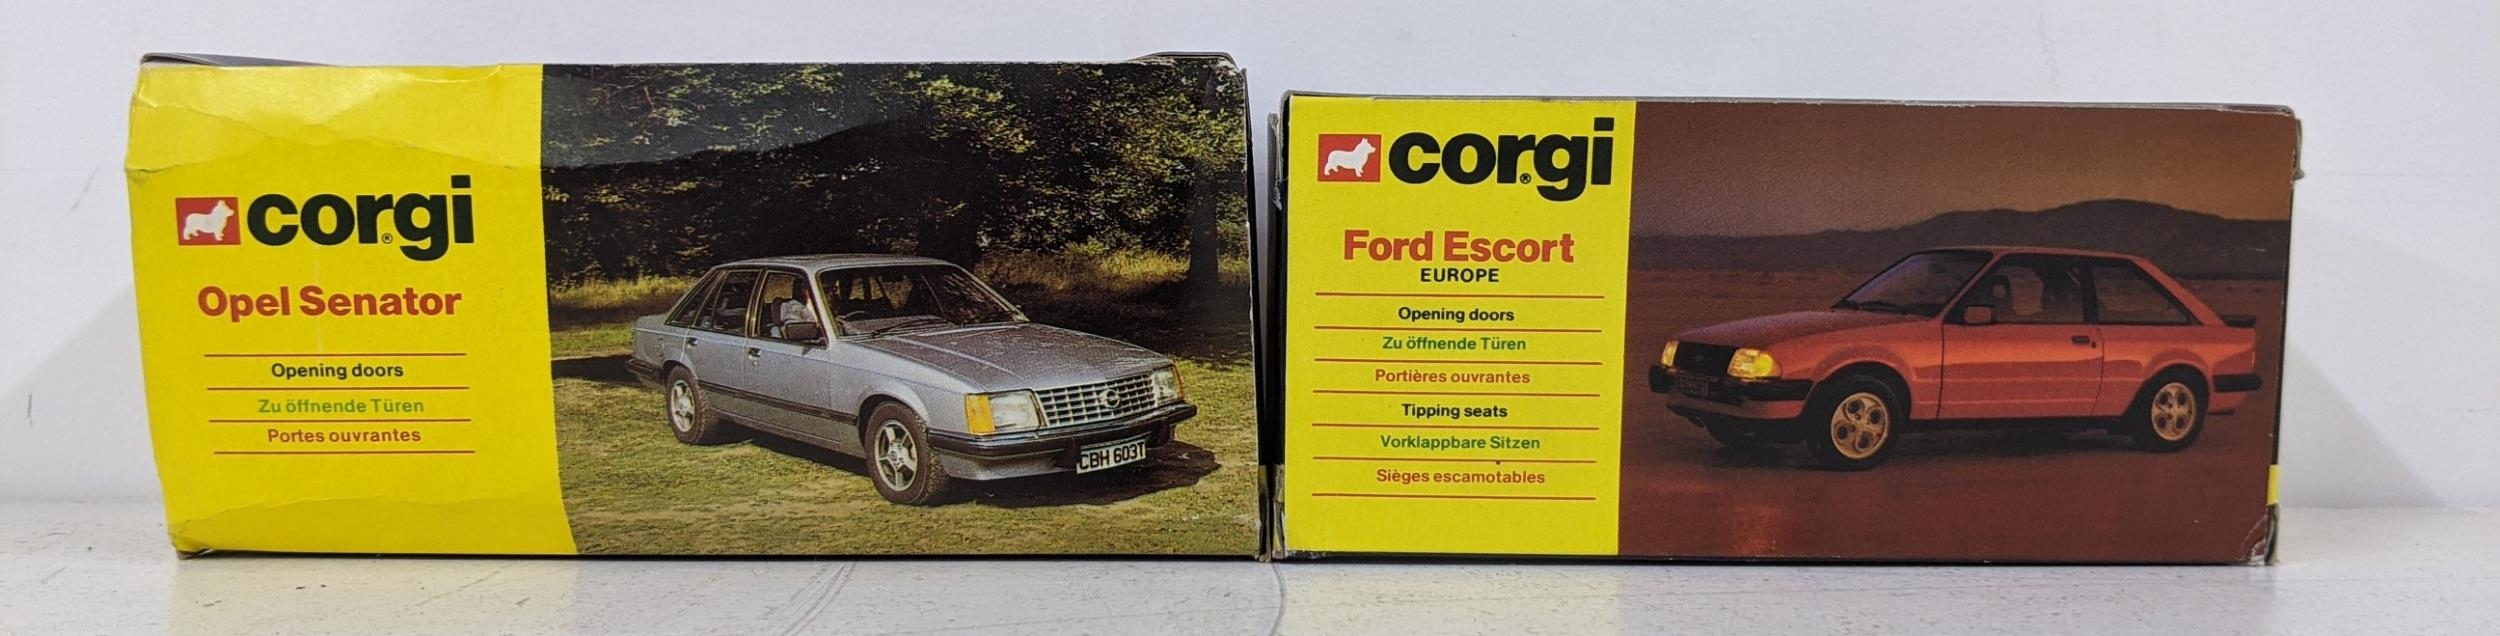 corgi®
Opel Senator
Opening doors
Zu öffnende Türen
Portes ouvrantes
CBH 603T
corgi®
Ford Escort
EUROPE
Opening doors
Zu öffnende Türen
Portières ouvrantes
Tipping seats
Vorklappbare Sitzen
Sièges escamotables